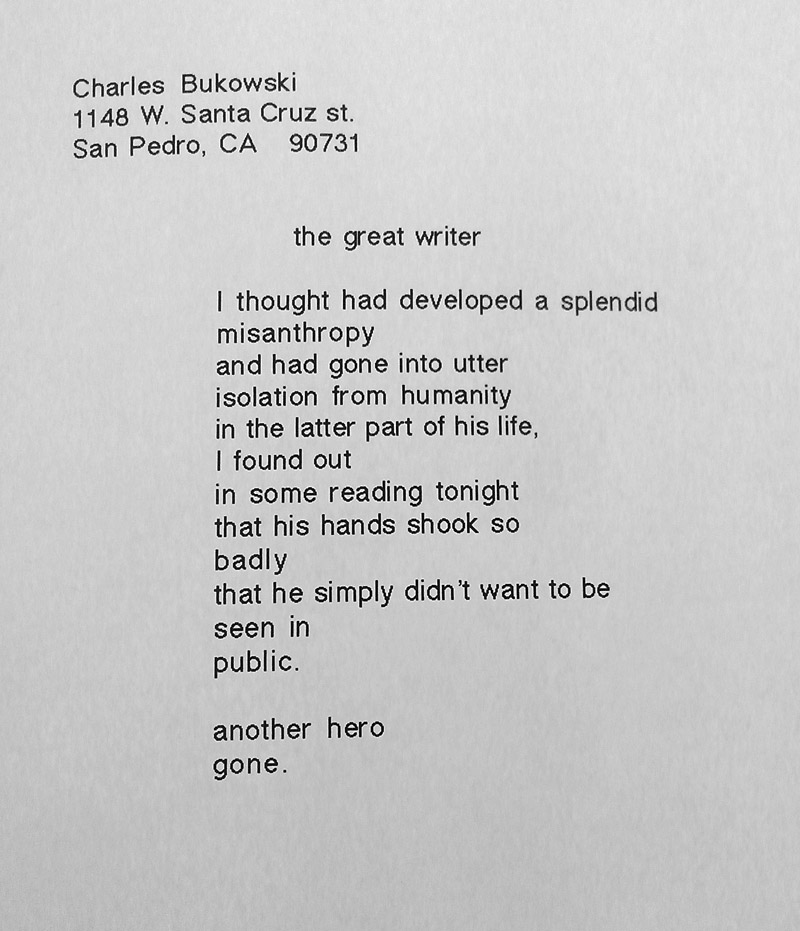 Charles Bukowski
1148 W. Santa Cruz st.
San Pedro, CA 90731
the great writer
I thought had developed a splendid
misanthropy
and had gone into utter
isolation from humanity
in the latter part of his life,
I found out
in some reading tonight
that his hands shook so
badly
that he simply didn't want to be
seen in
public.
another hero
gone.